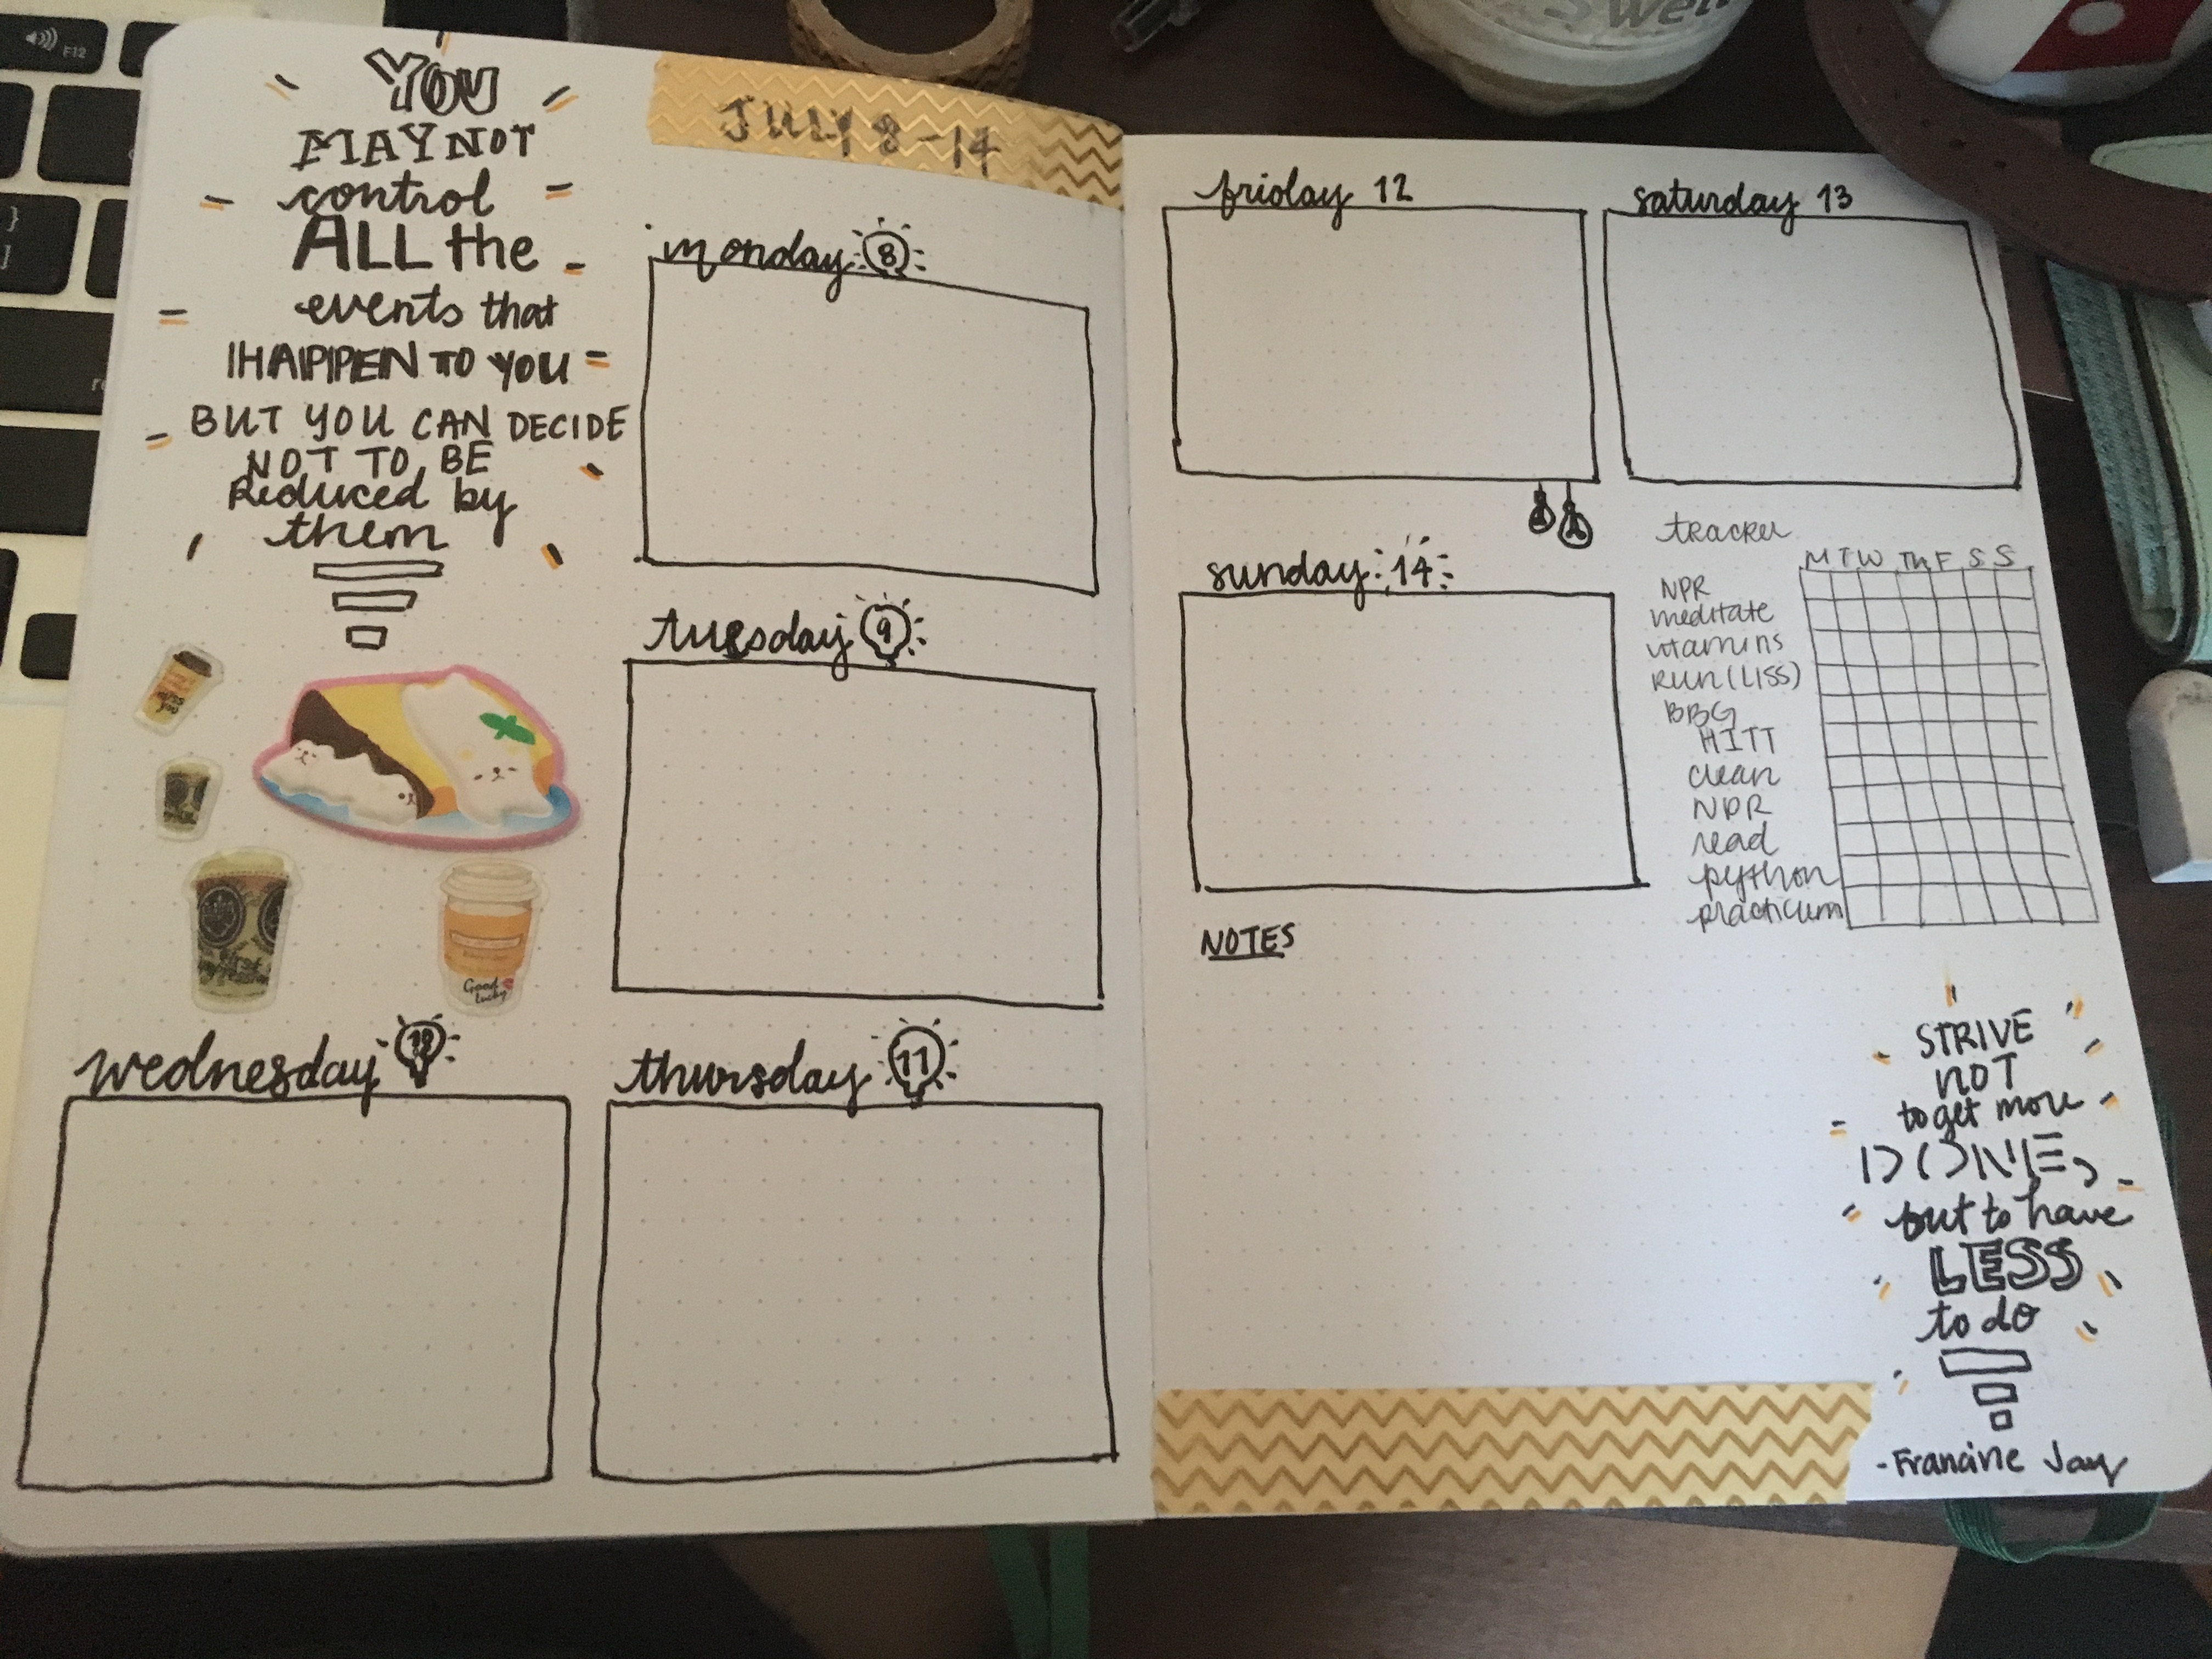 YOU
MAY NOT
control
ALL the
events that
HAPPEN TO YOU
BUT YOU CAN DECIDE
NOT TO BE
Reduced by
them
JULY 8-14
monday 8
tuesday 9
wednesday 10
thursday 11
Good
friday 12
saturday 13
sunday 14
NOTES
tracker
M T W Th F S S
NPR
meditate
vitamins
RUN (LISS)
BBG
HIIT
clean
NPR
read
python
practicum
STRIVE
NOT
to get more
DONE
but to have
LESS
to do
-Francine Jay
F12